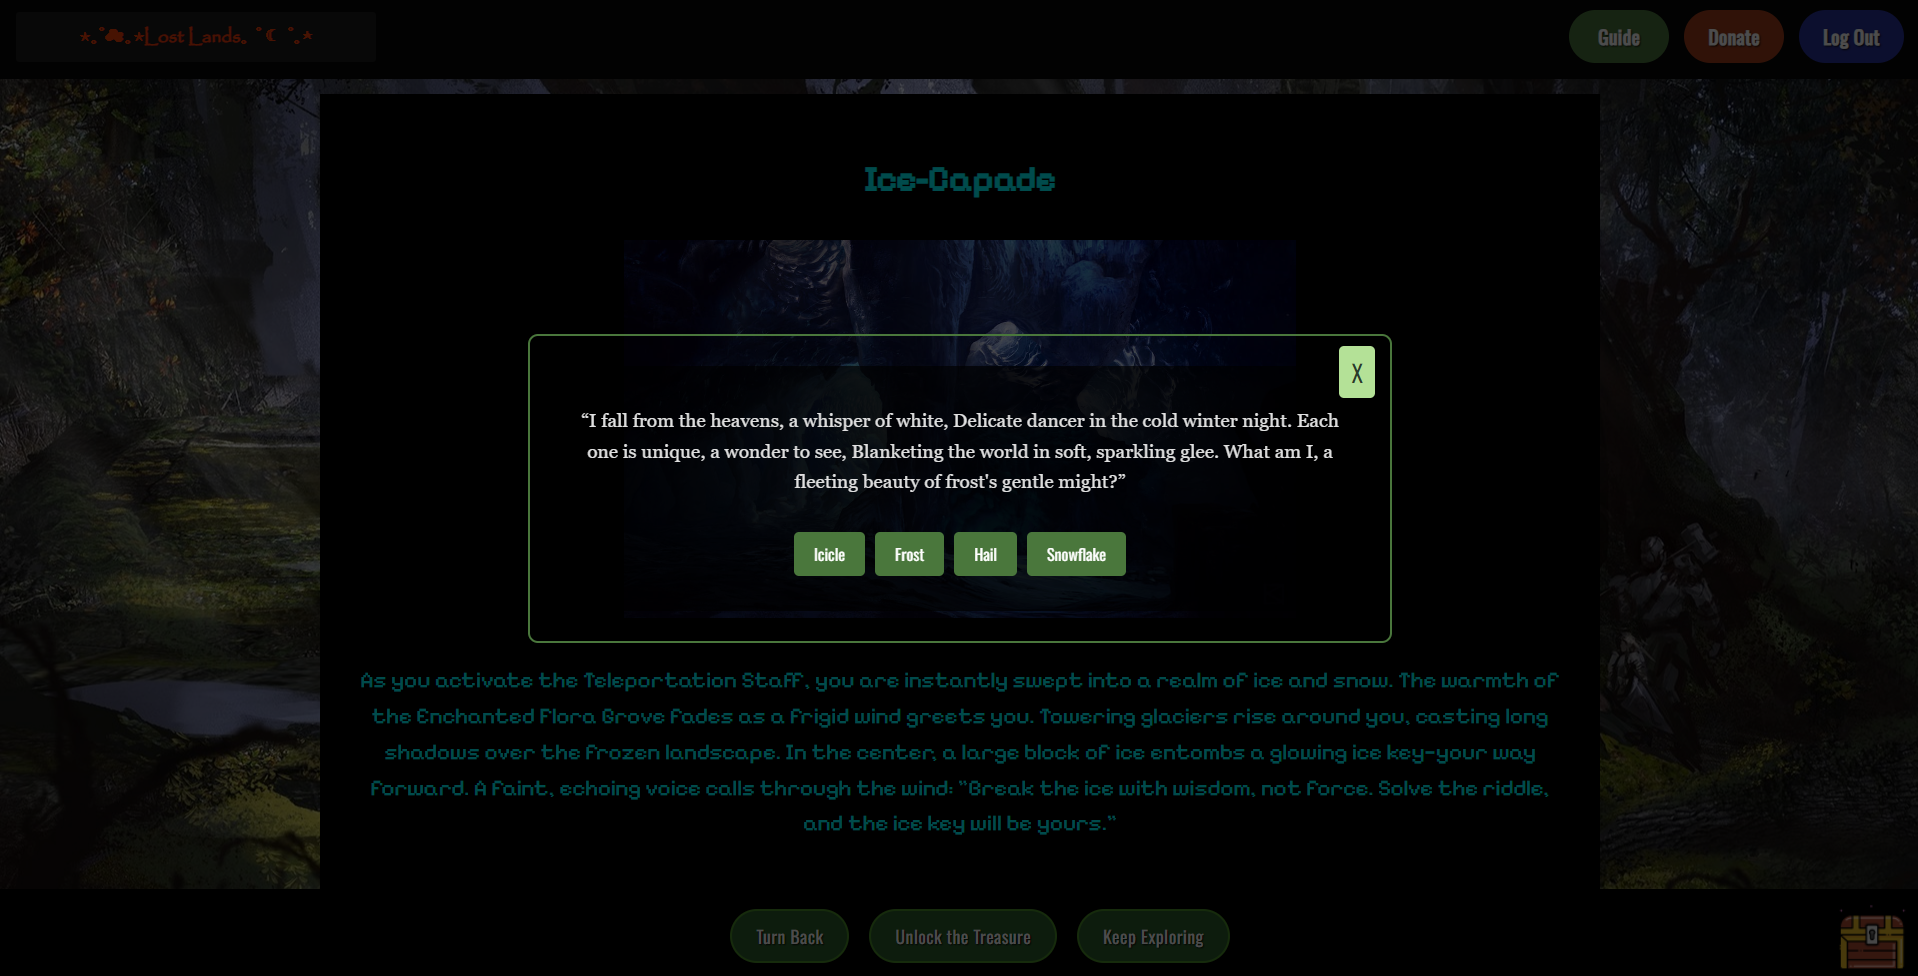 Lost Lands
Guide
Donate
Log Out
Ice-Capade
X
“I fall from the heavens, a whisper of white, Delicate dancer in the cold winter night. Each
one is unique, a wonder to see, Blanketing the world in soft, sparkling glee. What am I, a
fleeting beauty of frost's gentle might?”
Icicle
Frost
Hail
Snowflake
As you activate the Teleportation Staff, you are instantly swept into a realm of ice and snow. The warmth of
the Enchanted Flora Grove fades as a frigid wind greets you. Towering glaciers rise around you, casting long
shadows over the frozen landscape. In the center, a large block of ice entombs a glowing ice key-your way
forward. A faint, echoing voice calls through the wind: "Break the ice with wisdom, not force. Solve the riddle,
and the ice key will be yours."
Turn Back
Unlock the Treasure
Keep Exploring